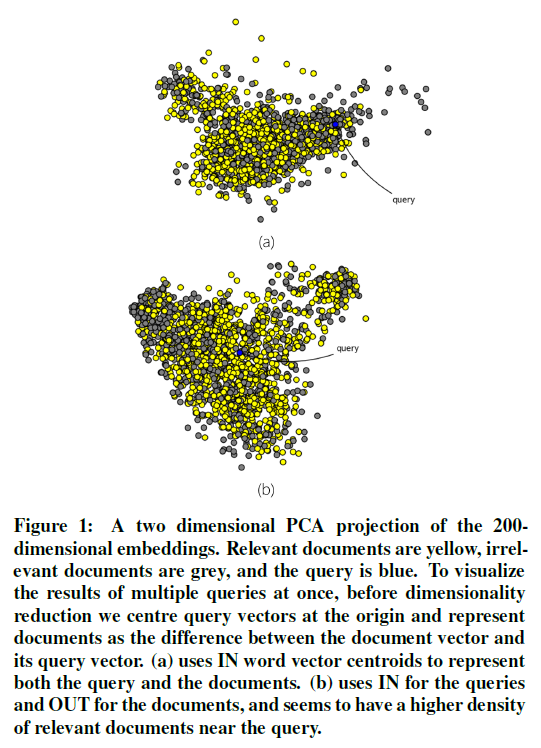 query
(a)
query
(b)
Figure 1: A two dimensional PCA projection of the 200-
dimensional embeddings. Relevant documents are yellow, irrel-
evant documents are grey, and the query is blue. To visualize
the results of multiple queries at once, before dimensionality
reduction we centre query vectors at the origin and represent
documents as the difference between the document vector and
its query vector. (a) uses IN word vector centroids to represent
both the query and the documents. (b) uses IN for the queries
and OUT for the documents, and seems to have a higher density
of relevant documents near the query.